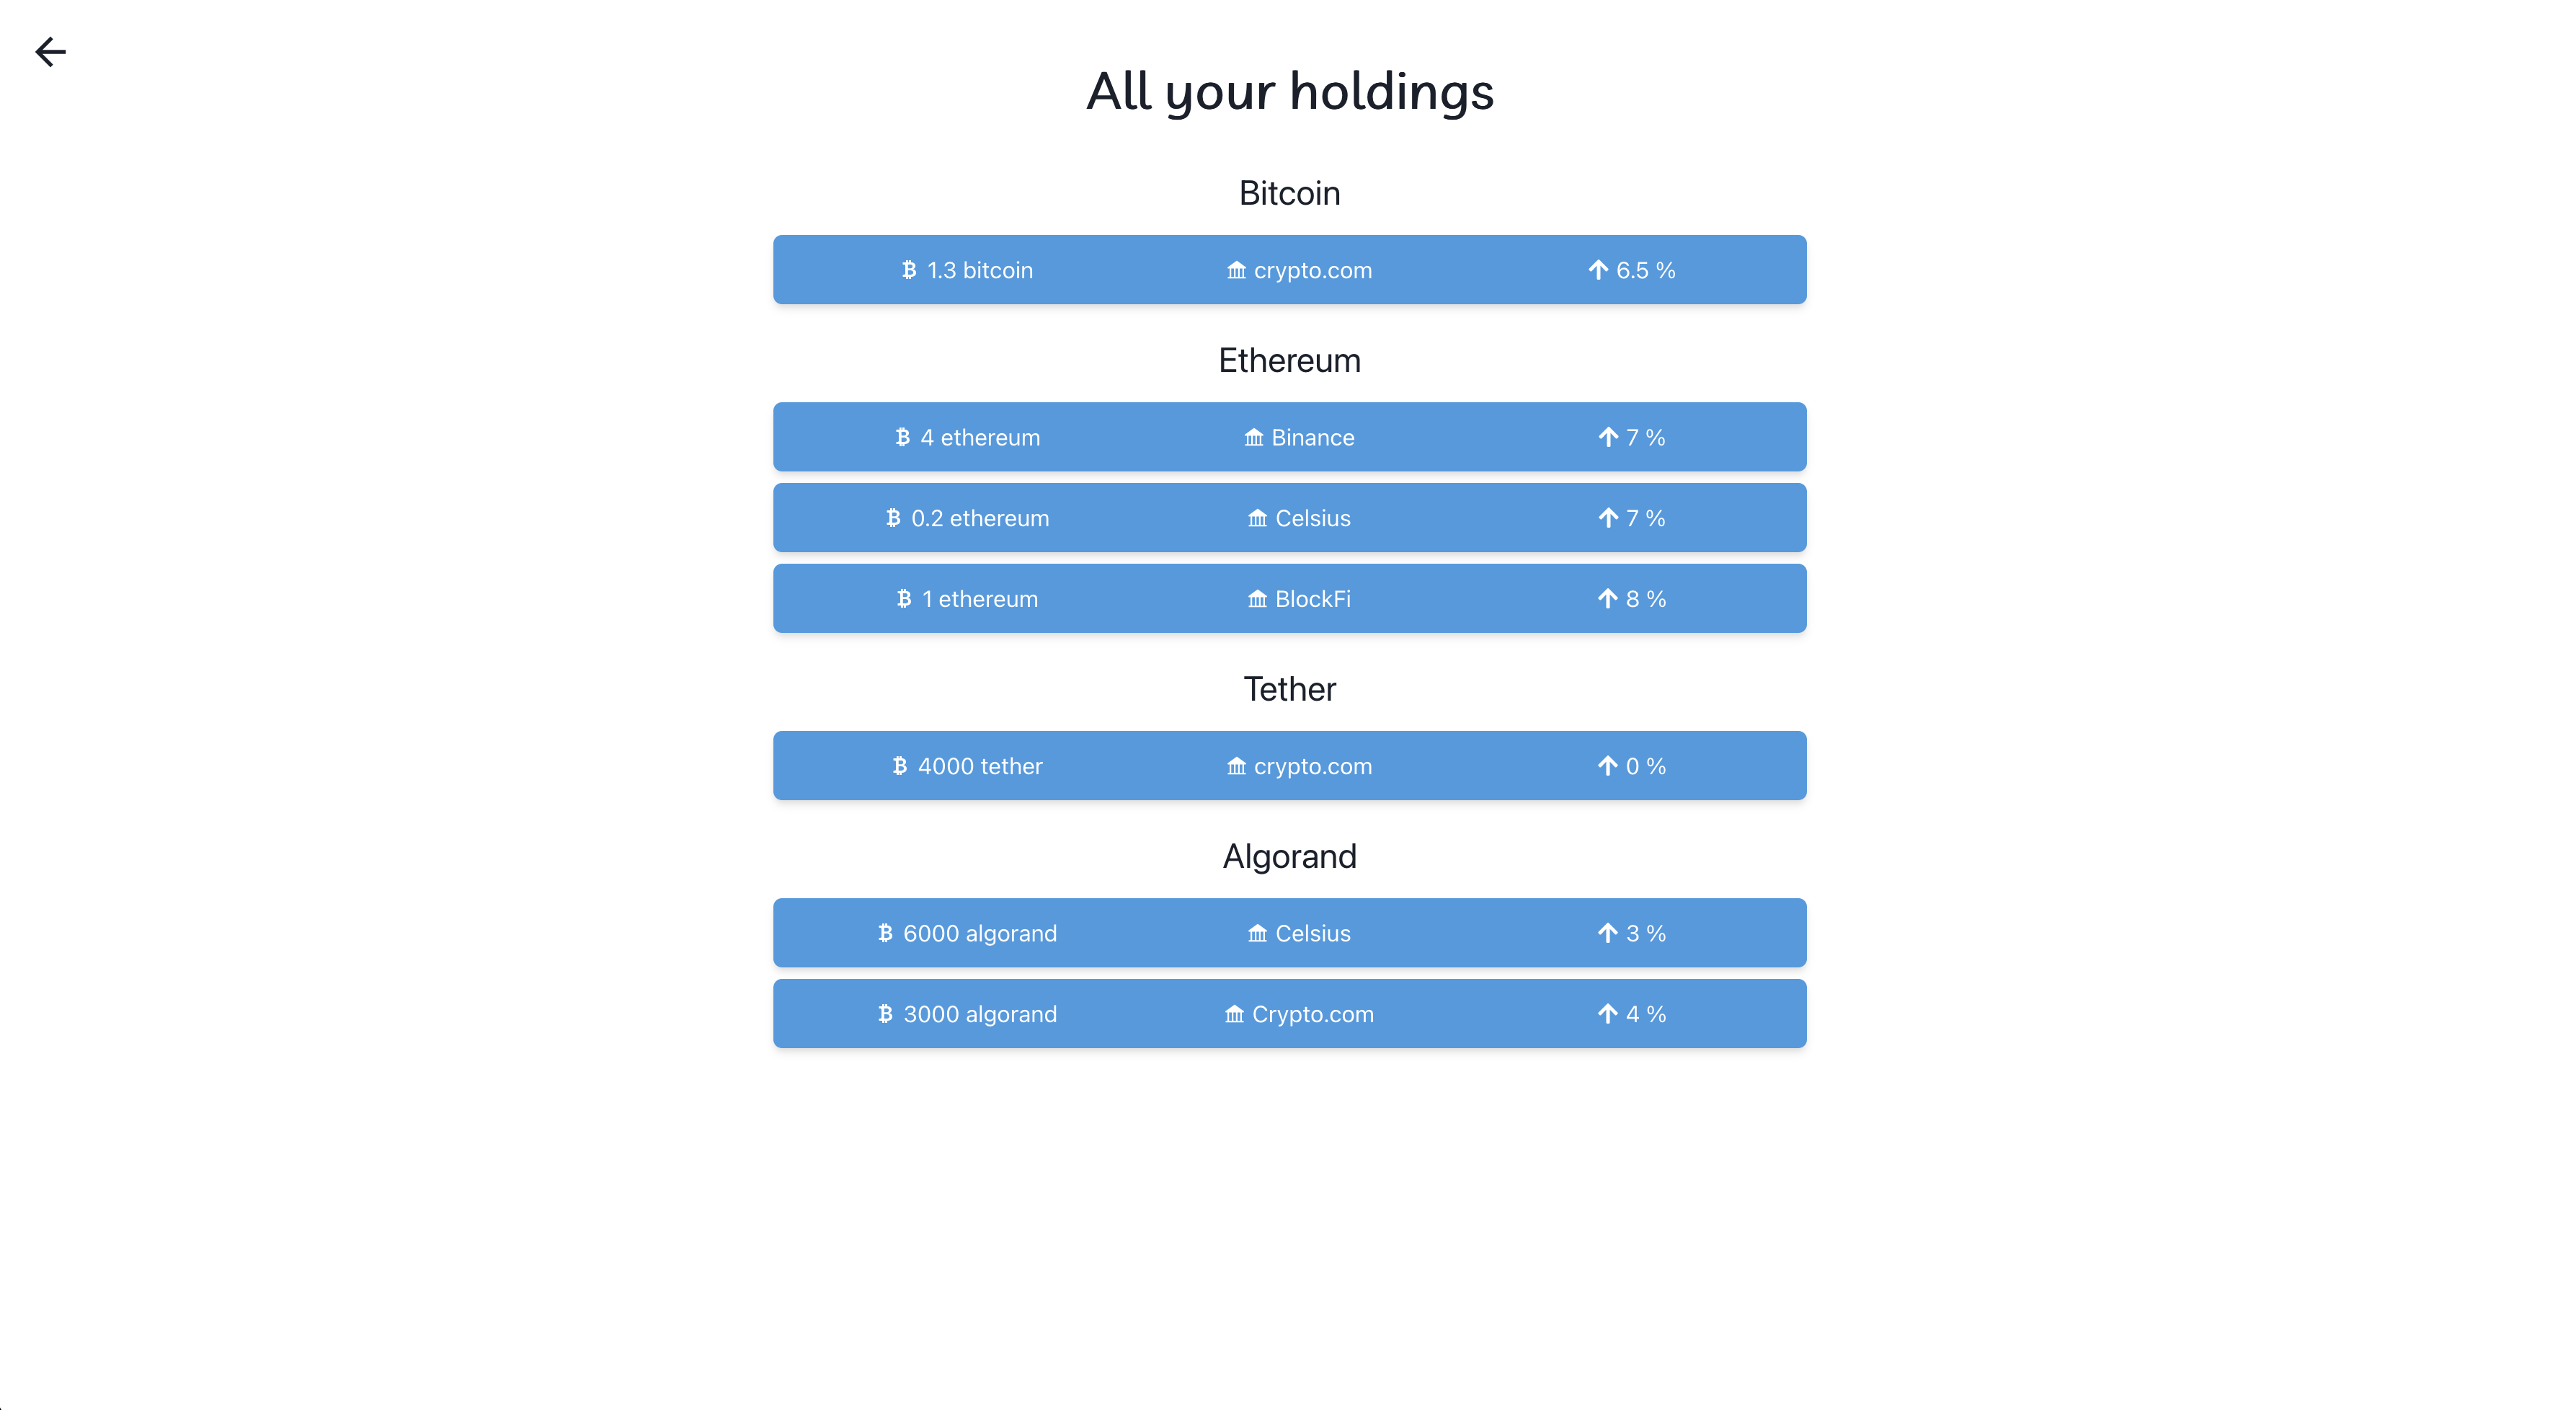 All your holdings
Bitcoin
1.3 bitcoin crypto.com 6.5 %
Ethereum
4 ethereum Binance 7 %
0.2 ethereum Celsius 7 %
1 ethereum BlockFi 8 %
Tether
4000 tether crypto.com 0 %
Algorand
6000 algorand Celsius 3 %
3000 algorand Crypto.com 4 %